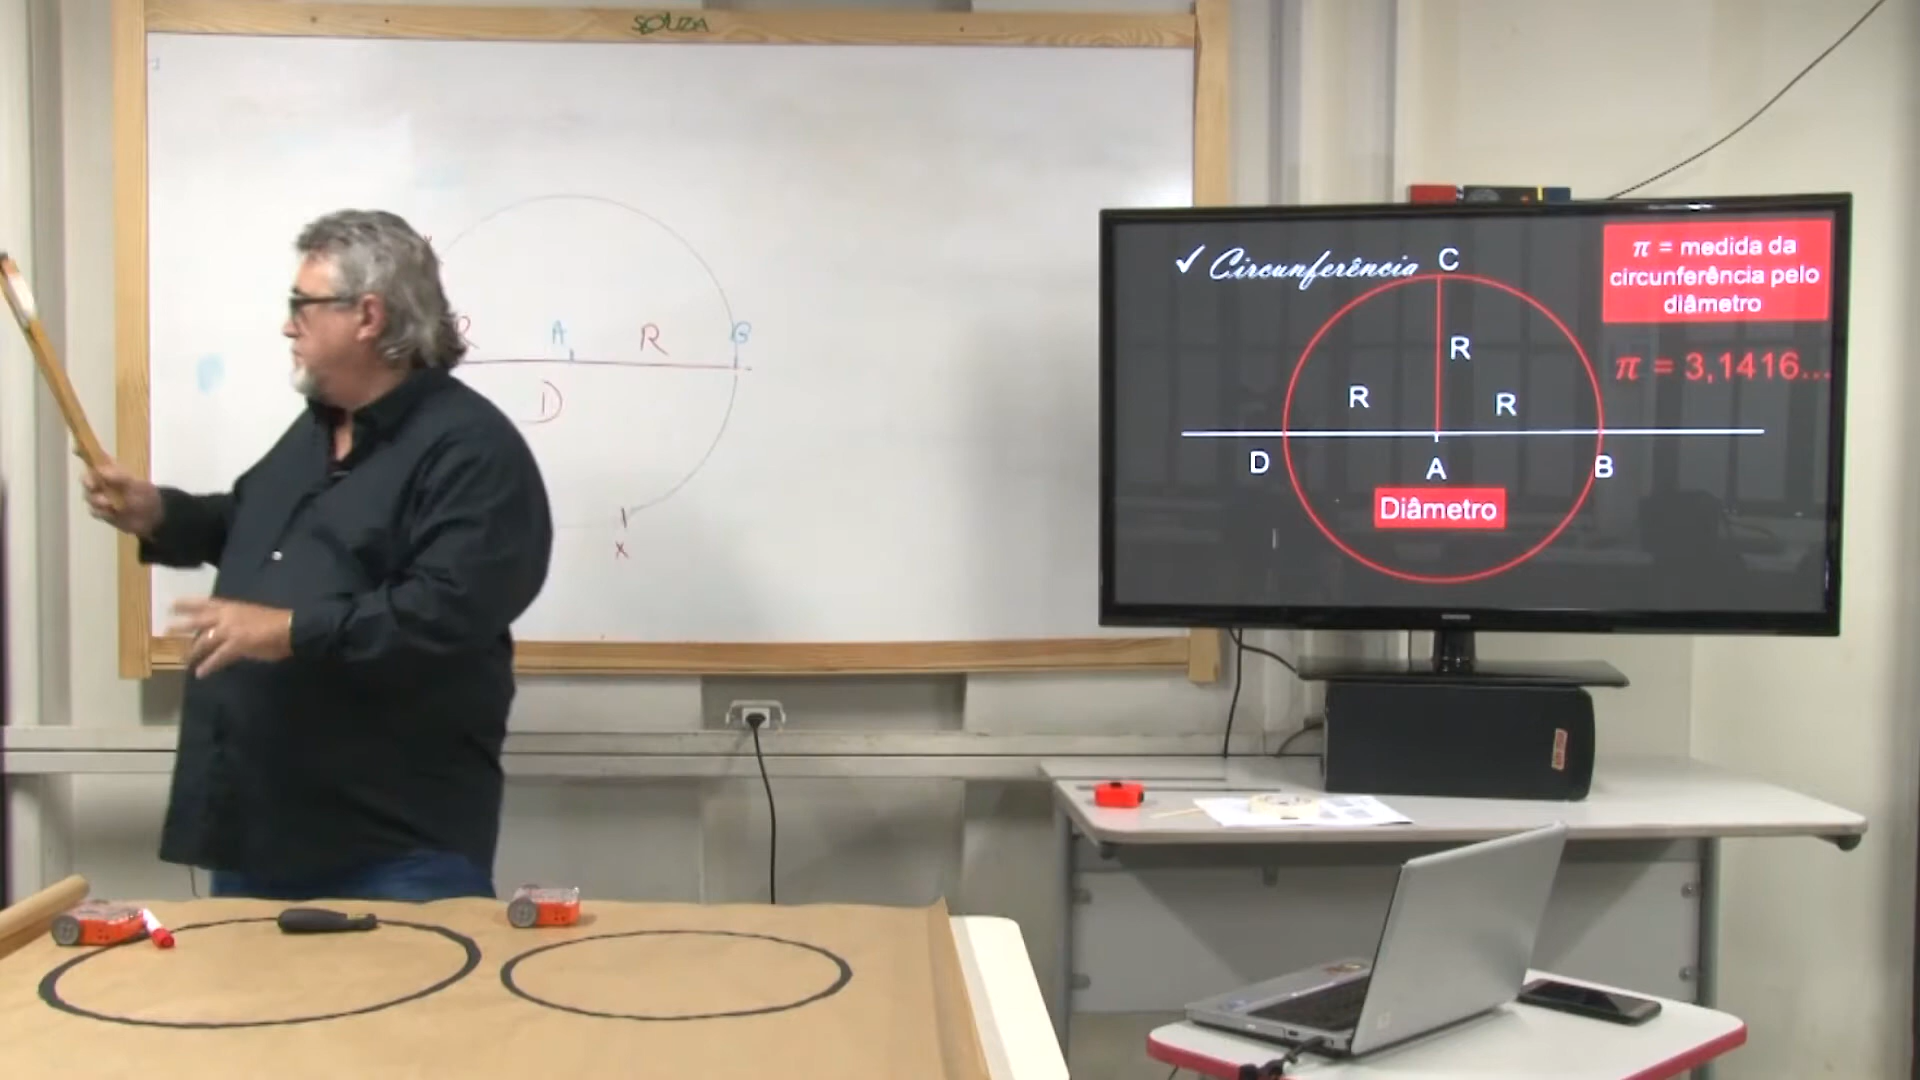 SOUZA
R A R B
D
X
✓ Circunferência
C
π = medida da
circunferência pelo
diâmetro
π = 3,1416...
R
R R
D A B
Diâmetro